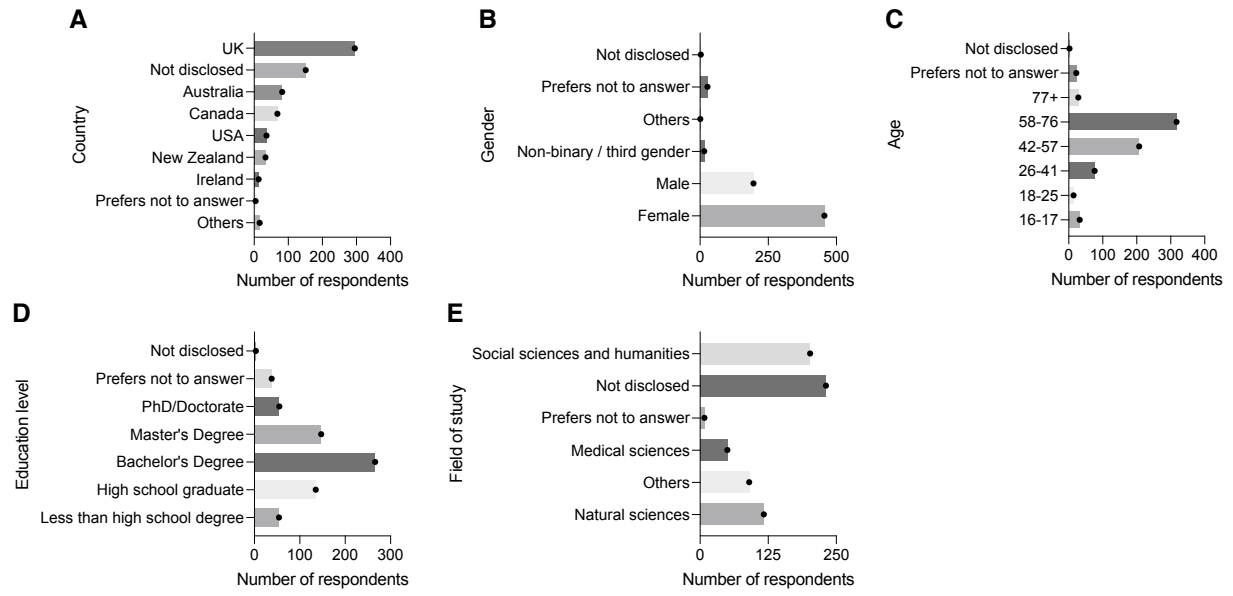 A
Country
UK
Not disclosed
Australia
Canada
USA
New Zealand
Ireland
Prefers not to answer
Others
0 100 200 300 400
Number of respondents
B
Gender
Not disclosed
Prefers not to answer
Others
Non-binary / third gender
Male
Female
0 250 500
Number of respondents
C
Age
Not disclosed
Prefers not to answer
77+
58-76
42-57
26-41
18-25
16-17
0 100 200 300 400
Number of respondents
D
Education level
Not disclosed
Prefers not to answer
PhD/Doctorate
Master's Degree
Bachelor's Degree
High school graduate
Less than high school degree
0 100 200 300
Number of respondents
E
Field of study
Social sciences and humanities
Not disclosed
Prefers not to answer
Medical sciences
Others
Natural sciences
0 125 250
Number of respondents